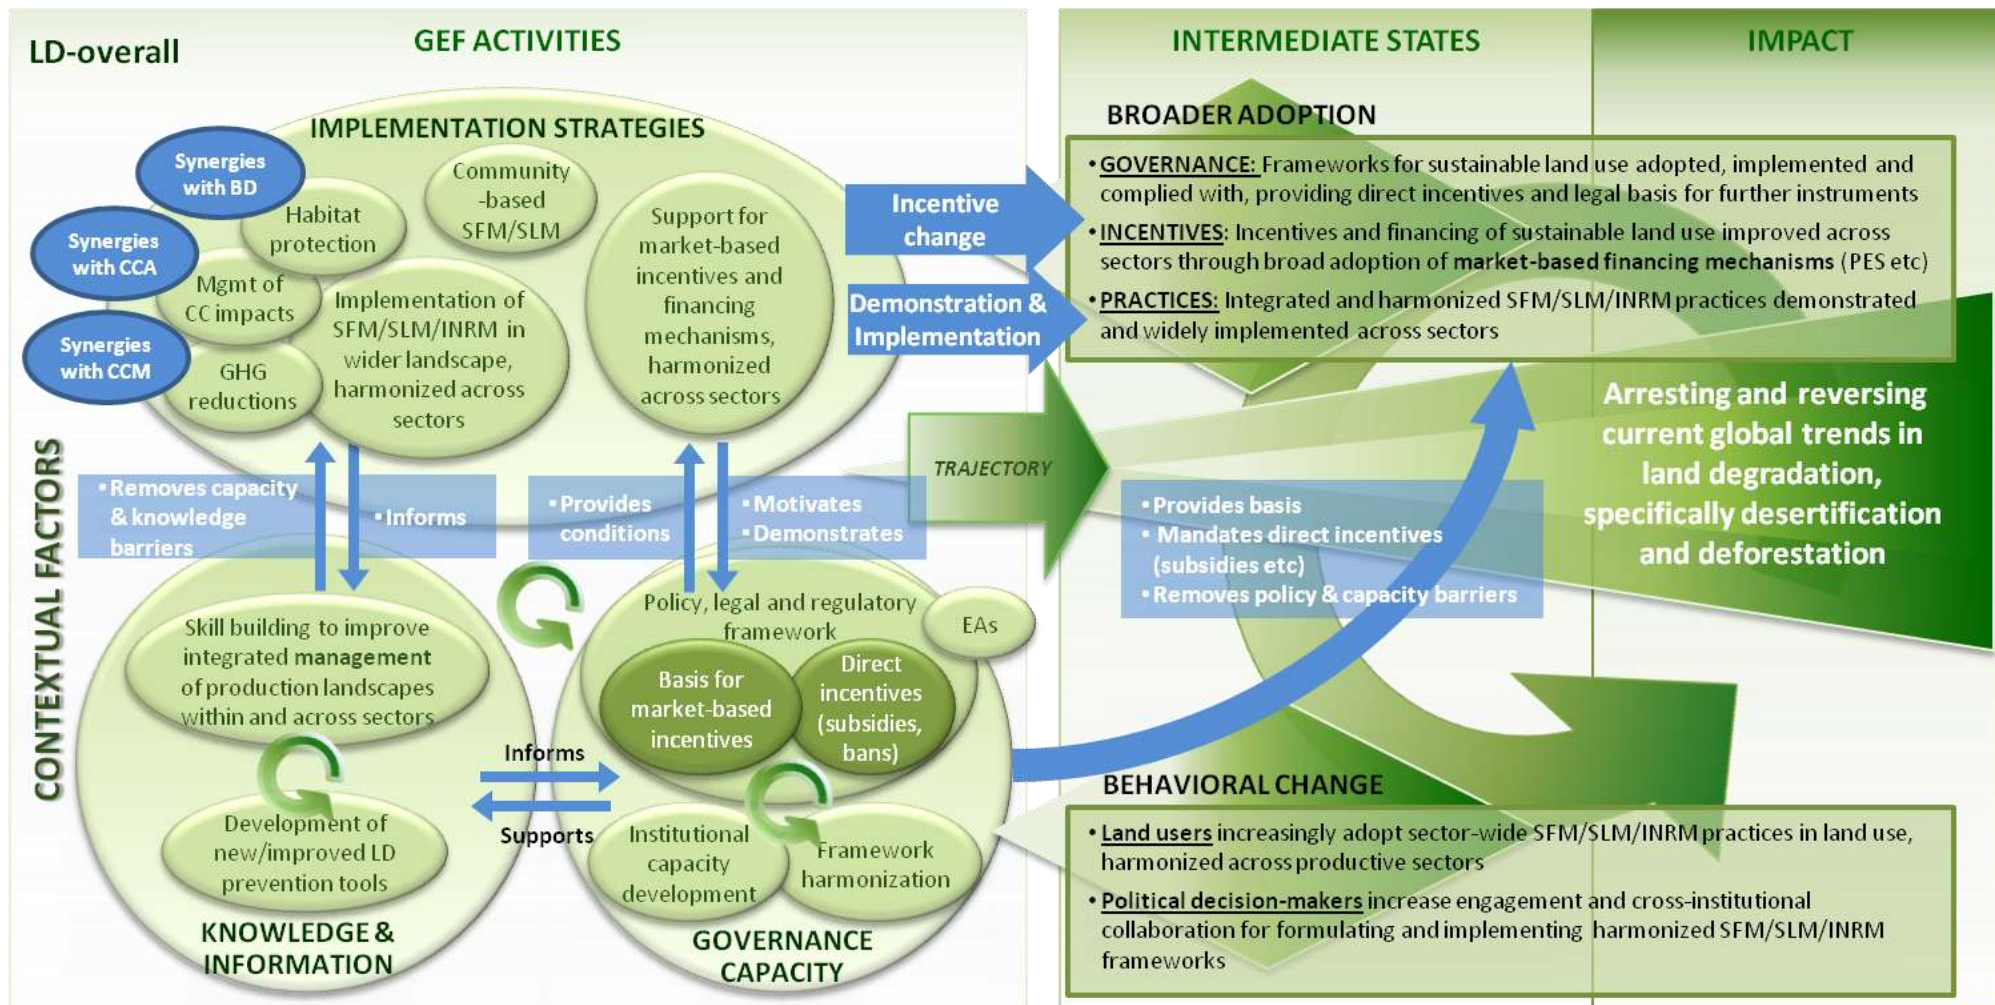 LD-overall
GEF ACTIVITIES
INTERMEDIATE STATES
IMPACT
IMPLEMENTATION STRATEGIES
Synergies
with BD
Synergies
with CCA
Synergies
with CCM
Habitat
protection
Mgmt of
CC impacts
GHG
reductions
Community
-based
SFM/SLM
Implementation of
SFM/SLM/INRM in
wider landscape,
harmonized across
sectors
Support for
market-based
incentives and
financing
mechanisms,
harmonized
across sectors
Incentive
change
Demonstration &
Implementation
BROADER ADOPTION
• GOVERNANCE: Frameworks for sustainable land use adopted, implemented and
complied with, providing direct incentives and legal basis for further instruments
• INCENTIVES: Incentives and financing of sustainable land use improved across
sectors through broad adoption of market-based financing mechanisms (PES etc)
• PRACTICES: Integrated and harmonized SFM/SLM/INRM practices demonstrated
and widely implemented across sectors
TRAJECTORY
Arresting and reversing
current global trends in
land degradation,
specifically desertification
and deforestation
CONTEXTUAL FACTORS
• Removes capacity
& knowledge
barriers
• Informs
• Provides
conditions
• Motivates
• Demonstrates
• Provides basis
• Mandates direct incentives
(subsidies etc)
• Removes policy & capacity barriers
Skill building to improve
integrated management
of production landscapes
within and across sectors
Development of
new/improved LD
prevention tools
KNOWLEDGE &
INFORMATION
Informs
Supports
Policy, legal and regulatory
framework
EAs
Basis for
market-based
incentives
Direct
incentives
(subsidies,
bans)
Institutional
capacity
development
Framework
harmonization
GOVERNANCE
CAPACITY
BEHAVIORAL CHANGE
• Land users increasingly adopt sector-wide SFM/SLM/INRM practices in land use,
harmonized across productive sectors
• Political decision-makers increase engagement and cross-institutional
collaboration for formulating and implementing harmonized SFM/SLM/INRM
frameworks